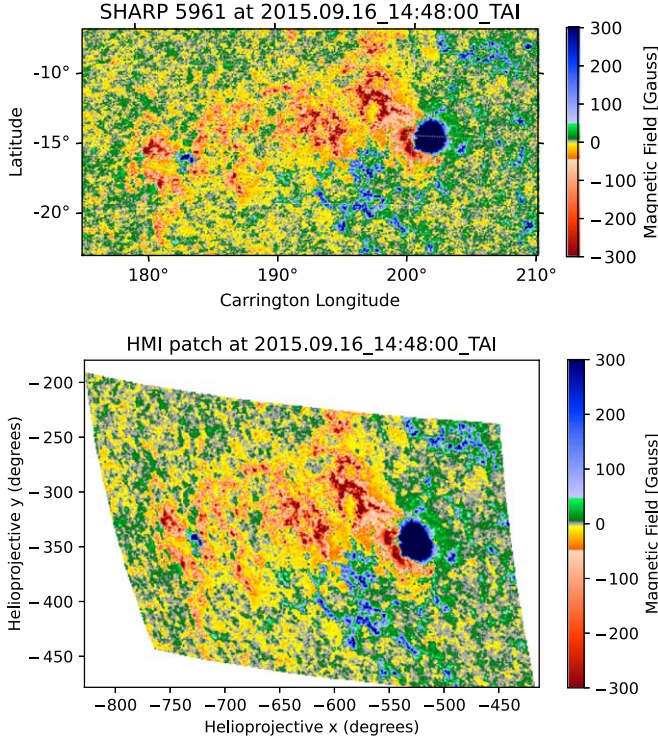 SHARP 5961 at 2015.09.16_14:48:00_TAI
300
200
100
0
−100
−200
−300
Magnetic Field [Gauss]
-10°
-15°
-20°
Latitude
180° 190° 200° 210°
Carrington Longitude
HMI patch at 2015.09.16_14:48:00_TAI
−200
−250
−300
−350
−400
−450
Helioprojective y (degrees)
300
200
100
0
−100
−200
−300
Magnetic Field [Gauss]
−800 −750 −700 −650 −600 −550 −500 −450
Helioprojective x (degrees)